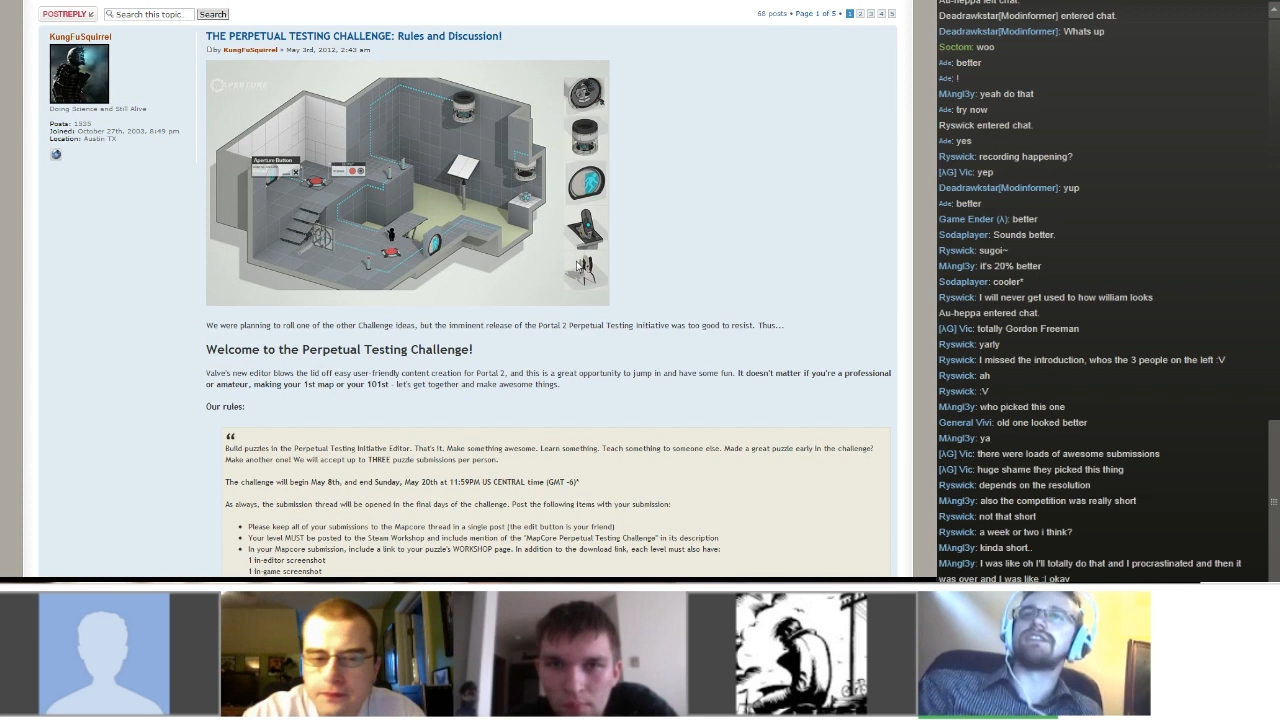 POSTREPLY
Search this topic…
Search
68 posts • Page 1 of 5 • 1 2 3 4 5
KungFuSquirrel
Doing Science and Still Alive
Posts: 1535
Joined: October 27th, 2003, 8:49 pm
Location: Austin TX
THE PERPETUAL TESTING CHALLENGE: Rules and Discussion!
by KungFuSquirrel » May 3rd, 2012, 2:43 am
APERTURE
Aperture Button
We were planning to roll one of the other Challenge ideas, but the imminent release of the Portal 2 Perpetual Testing Initiative was too good to resist. Thus...
Welcome to the Perpetual Testing Challenge!
Valve's new editor blows the lid off easy user-friendly content creation for Portal 2, and this is a great opportunity to jump in and have some fun. It doesn't matter if you're a professional
or amateur, making your 1st map or your 101st - let's get together and make awesome things.
Our rules:
“
Build puzzles in the Perpetual Testing Initiative Editor. That's it. Make something awesome. Learn something. Teach something to someone else. Made a great puzzle early in the challenge?
Make another one! We will accept up to THREE puzzle submissions per person.
The challenge will begin May 8th, and end Sunday, May 20th at 11:59PM US CENTRAL time (GMT -6)*
As always, the submission thread will be opened in the final days of the challenge. Post the following items with your submission:
• Please keep all of your submissions to the Mapcore thread in a single post (the edit button is your friend)
• Your level MUST be posted to the Steam Workshop and include mention of the "MapCore Perpetual Testing Challenge" in its description
• In your Mapcore submission, include a link to your puzzle's WORKSHOP page. In addition to the download link, each level must also have:
1 in-editor screenshot
1 in-game screenshot
Au-heppa left chat.
Deadrawkstar[Modinformer] entered chat.
Deadrawkstar[Modinformer]: Whats up
Soctom: woo
Ade: better
Ade: !
Mλngl3y: yeah do that
Ade: try now
Ryswick entered chat.
Ade: yes
Ryswick: recording happening?
[λG] Vic: yep
Deadrawkstar[Modinformer]: yup
Ade: better
Game Ender (λ): better
Sodaplayer: Sounds better.
Ryswick: sugoi~
Mλngl3y: it's 20% better
Sodaplayer: cooler*
Ryswick: I will never get used to how william looks
Au-heppa entered chat.
[λG] Vic: totally Gordon Freeman
Ryswick: yarly
Ryswick: I missed the introduction, whos the 3 people on the left :V
Ryswick: ah
Ryswick: :V
Mλngl3y: who picked this one
General Vivi: old one looked better
Mλngl3y: ya
[λG] Vic: there were loads of awesome submissions
[λG] Vic: huge shame they picked this thing
Ryswick: depends on the resolution
Mλngl3y: also the competition was really short
Ryswick: not that short
Ryswick: a week or two i think?
Mλngl3y: kinda short..
Mλngl3y: I was like oh I'll totally do that and I procrastinated and then it
was over and I was like :l okay